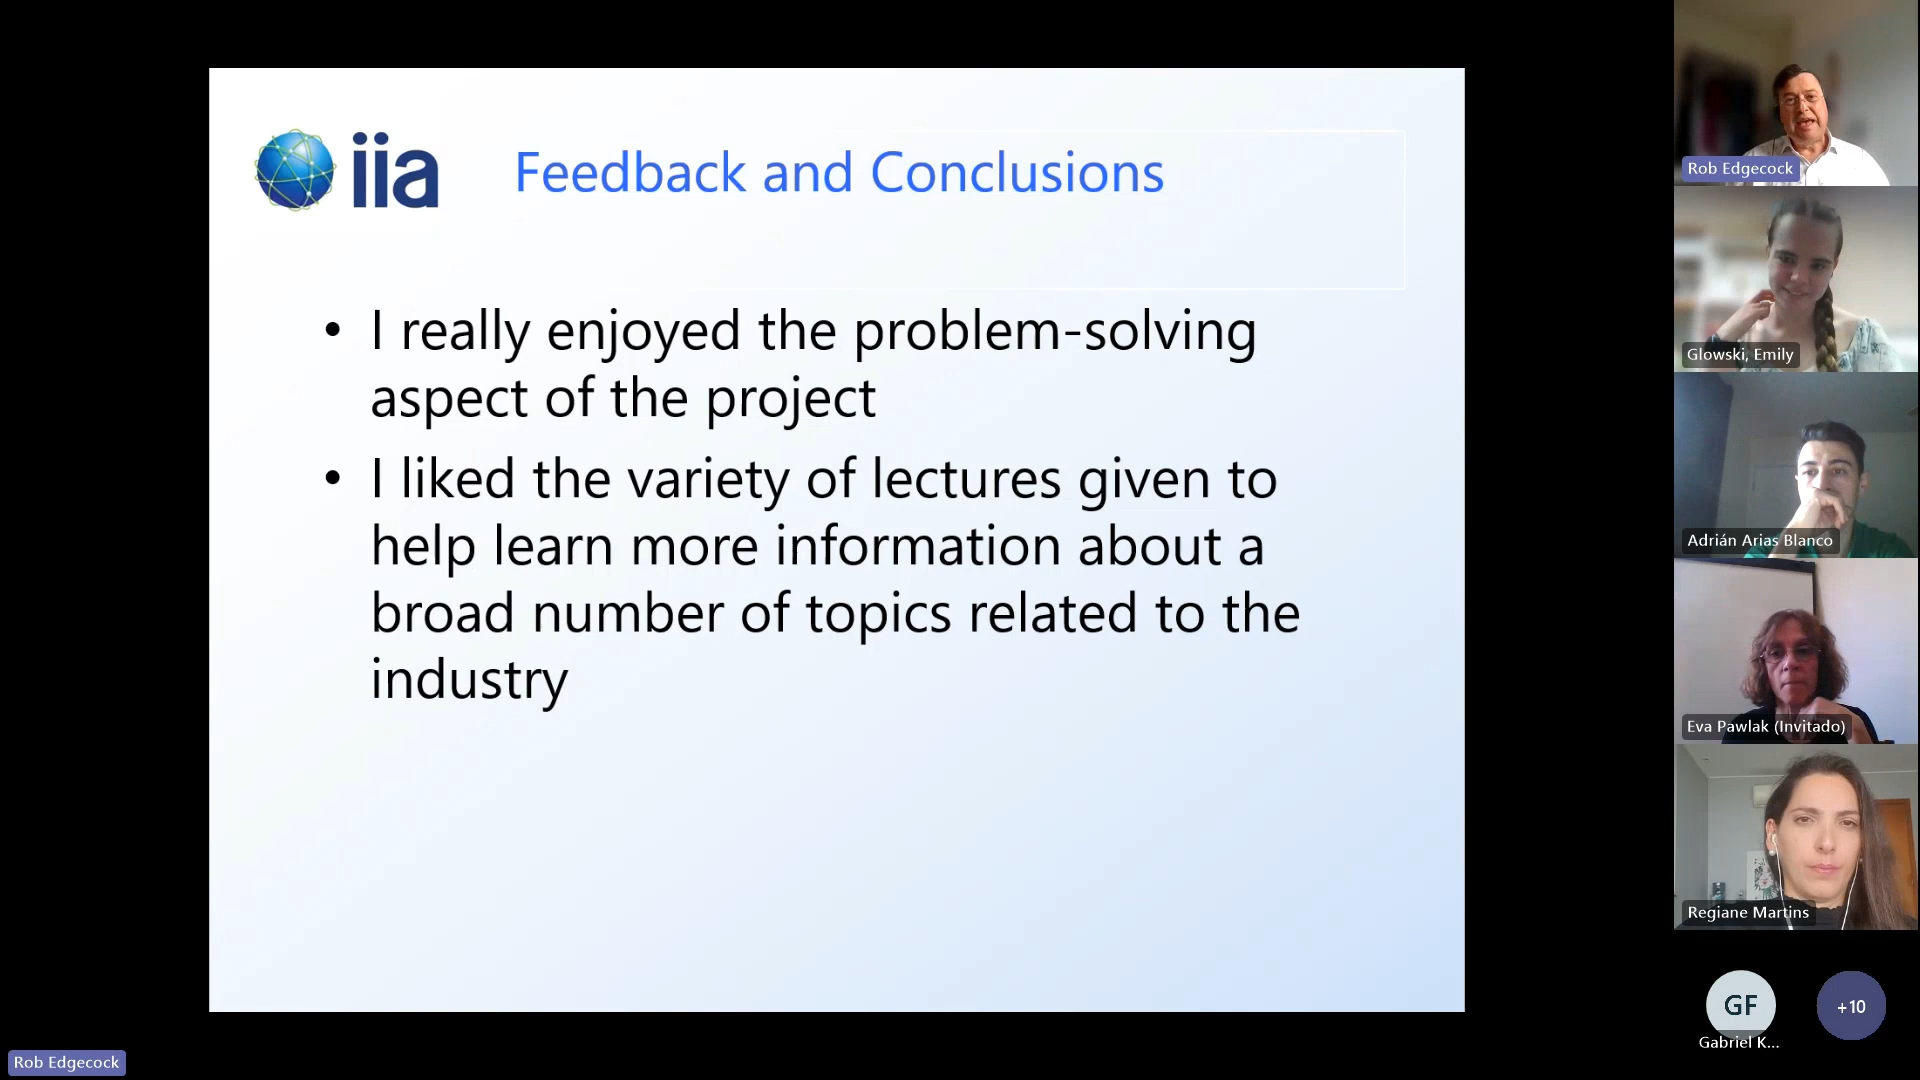 iia
Feedback and Conclusions
• I really enjoyed the problem-solving
aspect of the project
• I liked the variety of lectures given to
help learn more information about a
broad number of topics related to the
industry
Rob Edgecock
Glowski, Emily
Adrián Arias Blanco
Eva Pawlak (Invitado)
Regiane Martins
GF
+10
Gabriel K...
Rob Edgecock